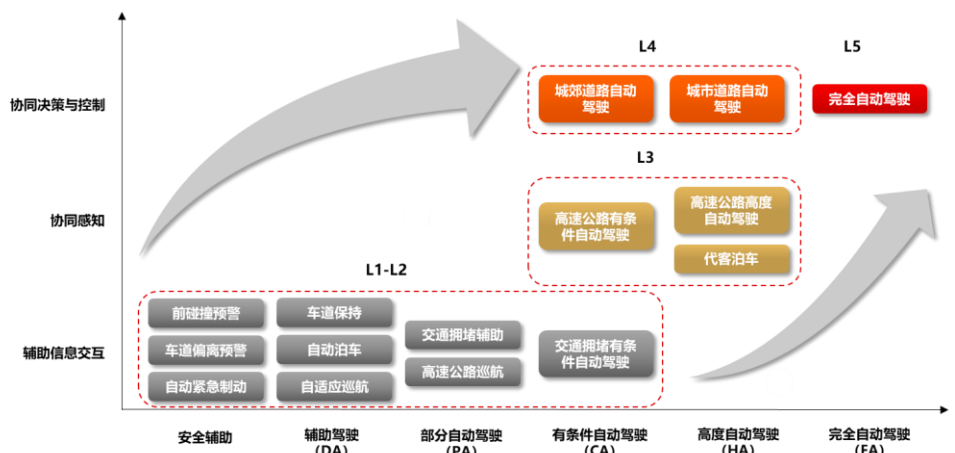 L4
L5
协同决策与控制
城郊道路自动
驾驶
城市道路自动
驾驶
完全自动驾驶
L3
协同感知
高速公路有条
件自动驾驶
高速公路高度
自动驾驶
代客泊车
L1-L2
辅助信息交互
前碰撞预警
车道偏离预警
自动紧急制动
车道保持
自动泊车
自适应巡航
交通拥堵辅助
高速公路巡航
交通拥堵有条
件自动驾驶
安全辅助
辅助驾驶
(DA)
部分自动驾驶
(PA)
有条件自动驾驶
(CA)
高度自动驾驶
(HA)
完全自动驾驶
(FA)